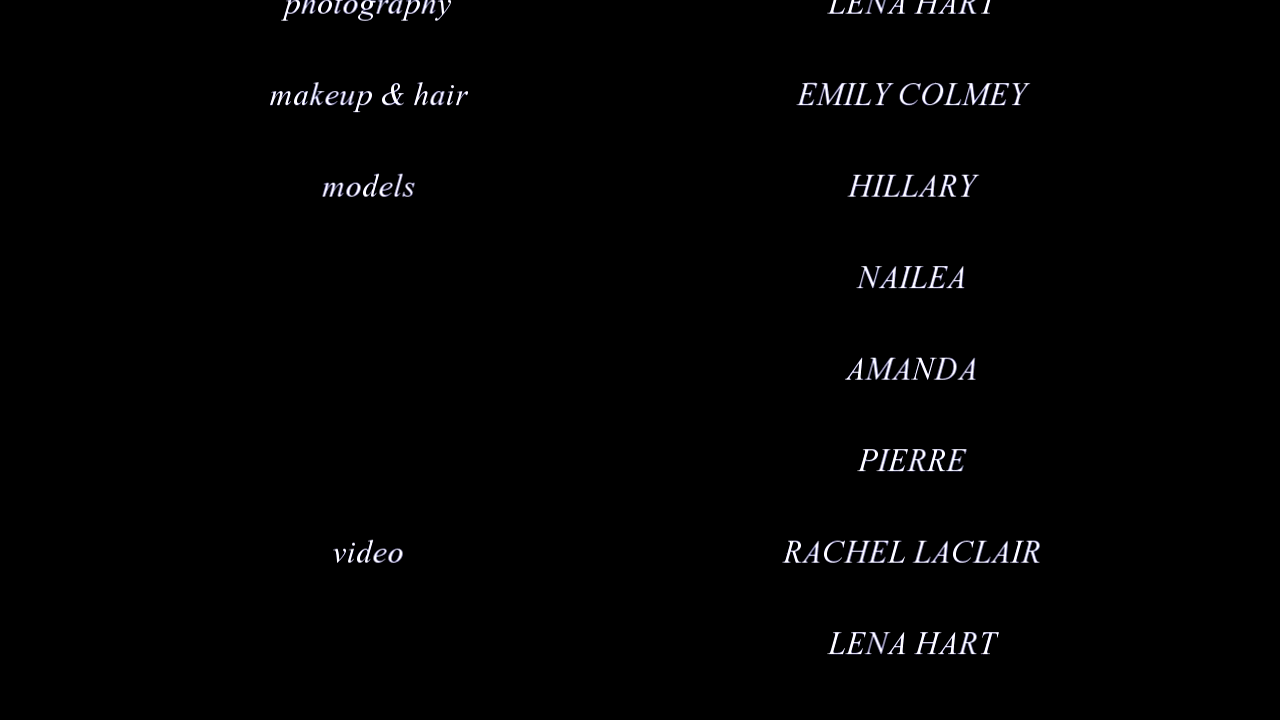 photography LENA HART
makeup & hair EMILY COLMEY
models HILLARY
NAILEA
AMANDA
PIERRE
video RACHEL LACLAIR
LENA HART